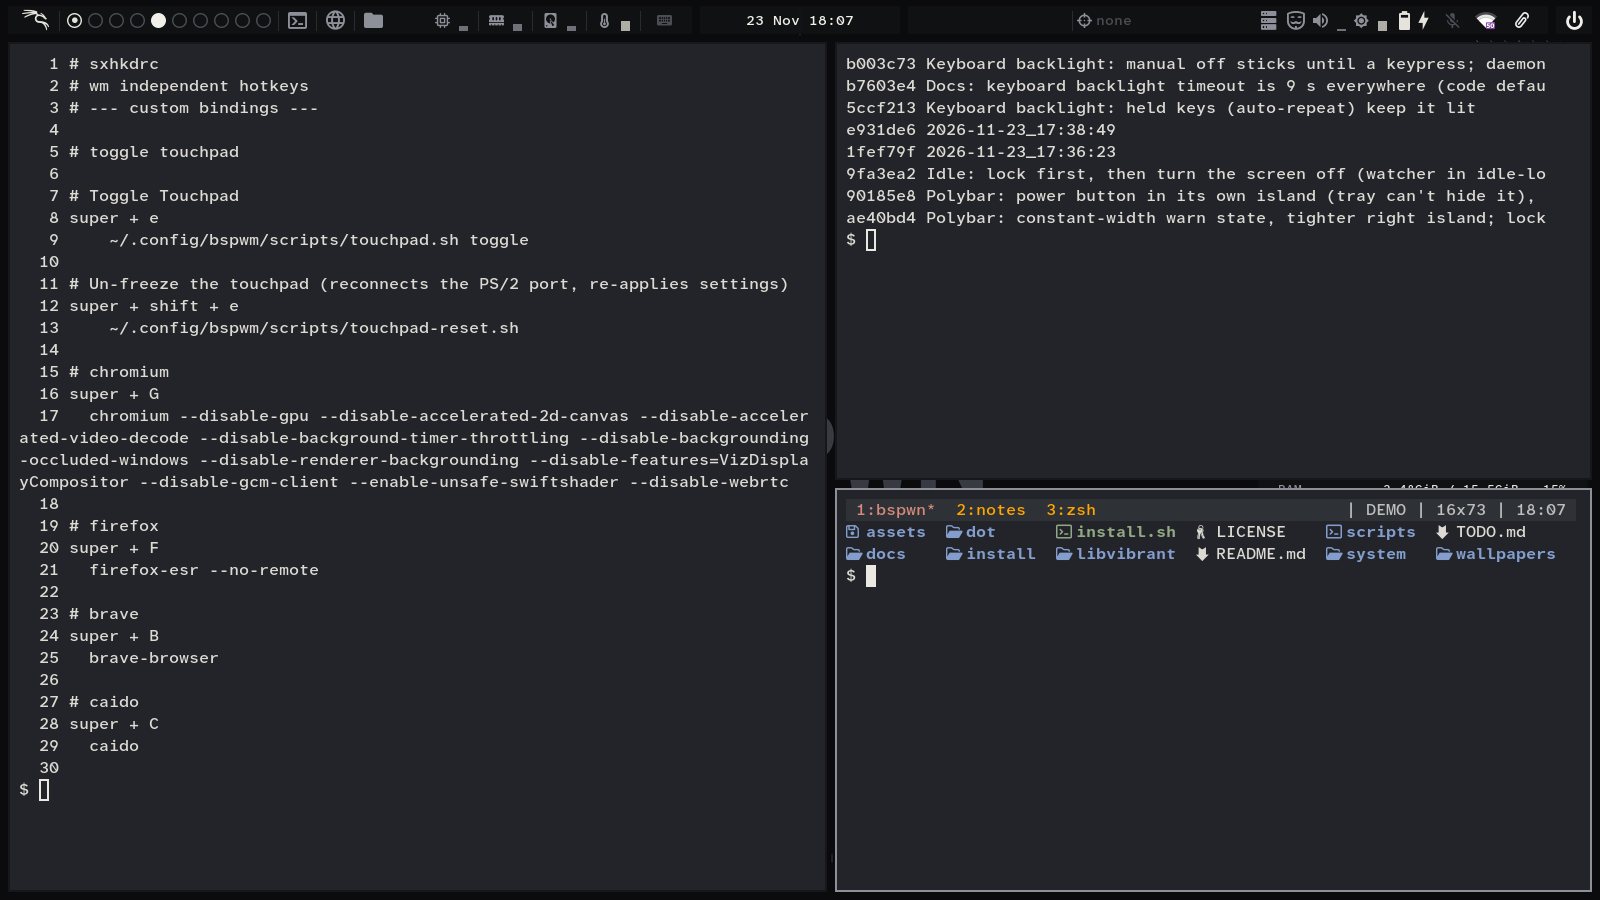 23 Nov 18:07
none
1 # sxhkdrc
2 # wm independent hotkeys
3 # --- custom bindings ---
4
5 # toggle touchpad
6
7 # Toggle Touchpad
8 super + e
9     ~/.config/bspwm/scripts/touchpad.sh toggle
10
11 # Un-freeze the touchpad (reconnects the PS/2 port, re-applies settings)
12 super + shift + e
13     ~/.config/bspwm/scripts/touchpad-reset.sh
14
15 # chromium
16 super + G
17   chromium --disable-gpu --disable-accelerated-2d-canvas --disable-acceler
ated-video-decode --disable-background-timer-throttling --disable-backgrounding
-occluded-windows --disable-renderer-backgrounding --disable-features=VizDispla
yCompositor --disable-gcm-client --enable-unsafe-swiftshader --disable-webrtc
18
19 # firefox
20 super + F
21   firefox-esr --no-remote
22
23 # brave
24 super + B
25   brave-browser
26
27 # caido
28 super + C
29   caido
30
$
b003c73 Keyboard backlight: manual off sticks until a keypress; daemon
b7603e4 Docs: keyboard backlight timeout is 9 s everywhere (code defau
5ccf213 Keyboard backlight: held keys (auto-repeat) keep it lit
e931de6 2026-11-23_17:38:49
1fef79f 2026-11-23_17:36:23
9fa3ea2 Idle: lock first, then turn the screen off (watcher in idle-lo
90185e8 Polybar: power button in its own island (tray can't hide it),
ae40bd4 Polybar: constant-width warn state, tighter right island; lock
$
1:bspwn*  2:notes  3:zsh | DEMO | 16x73 | 18:07
assets dot install.sh LICENSE scripts TODO.md
docs install libvibrant README.md system wallpapers
$